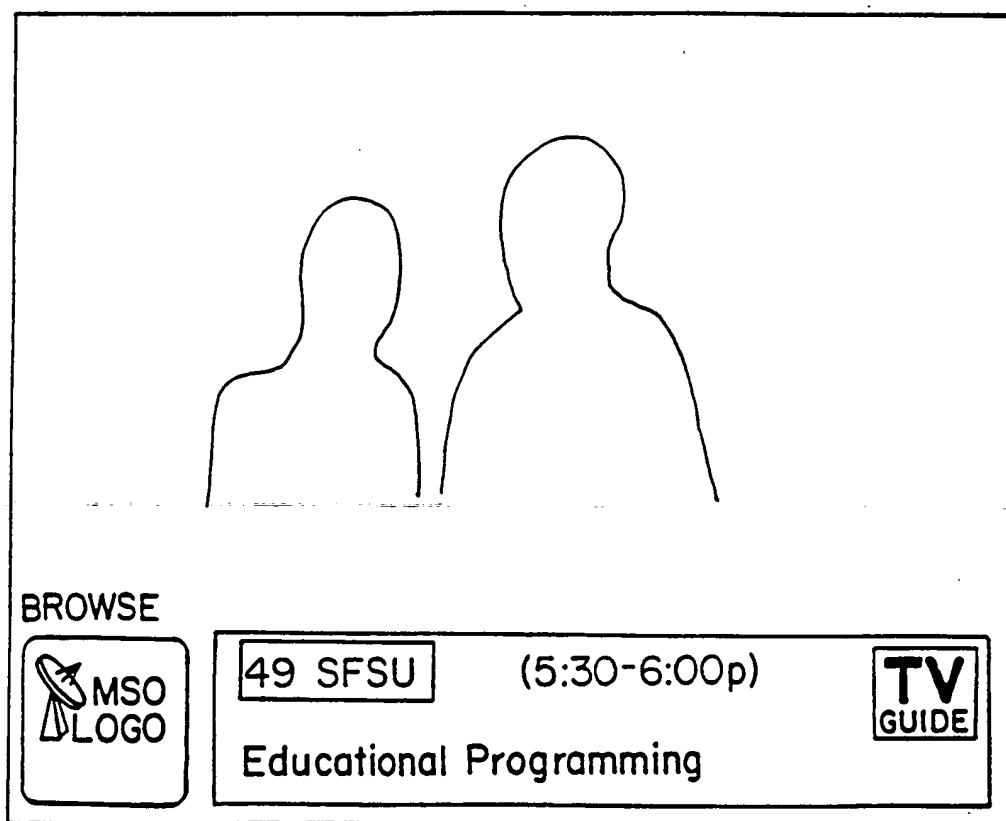 BROWSE
MSO
LOGO
49 SFSU (5:30-6:00p)
Educational Programming
TV
GUIDE